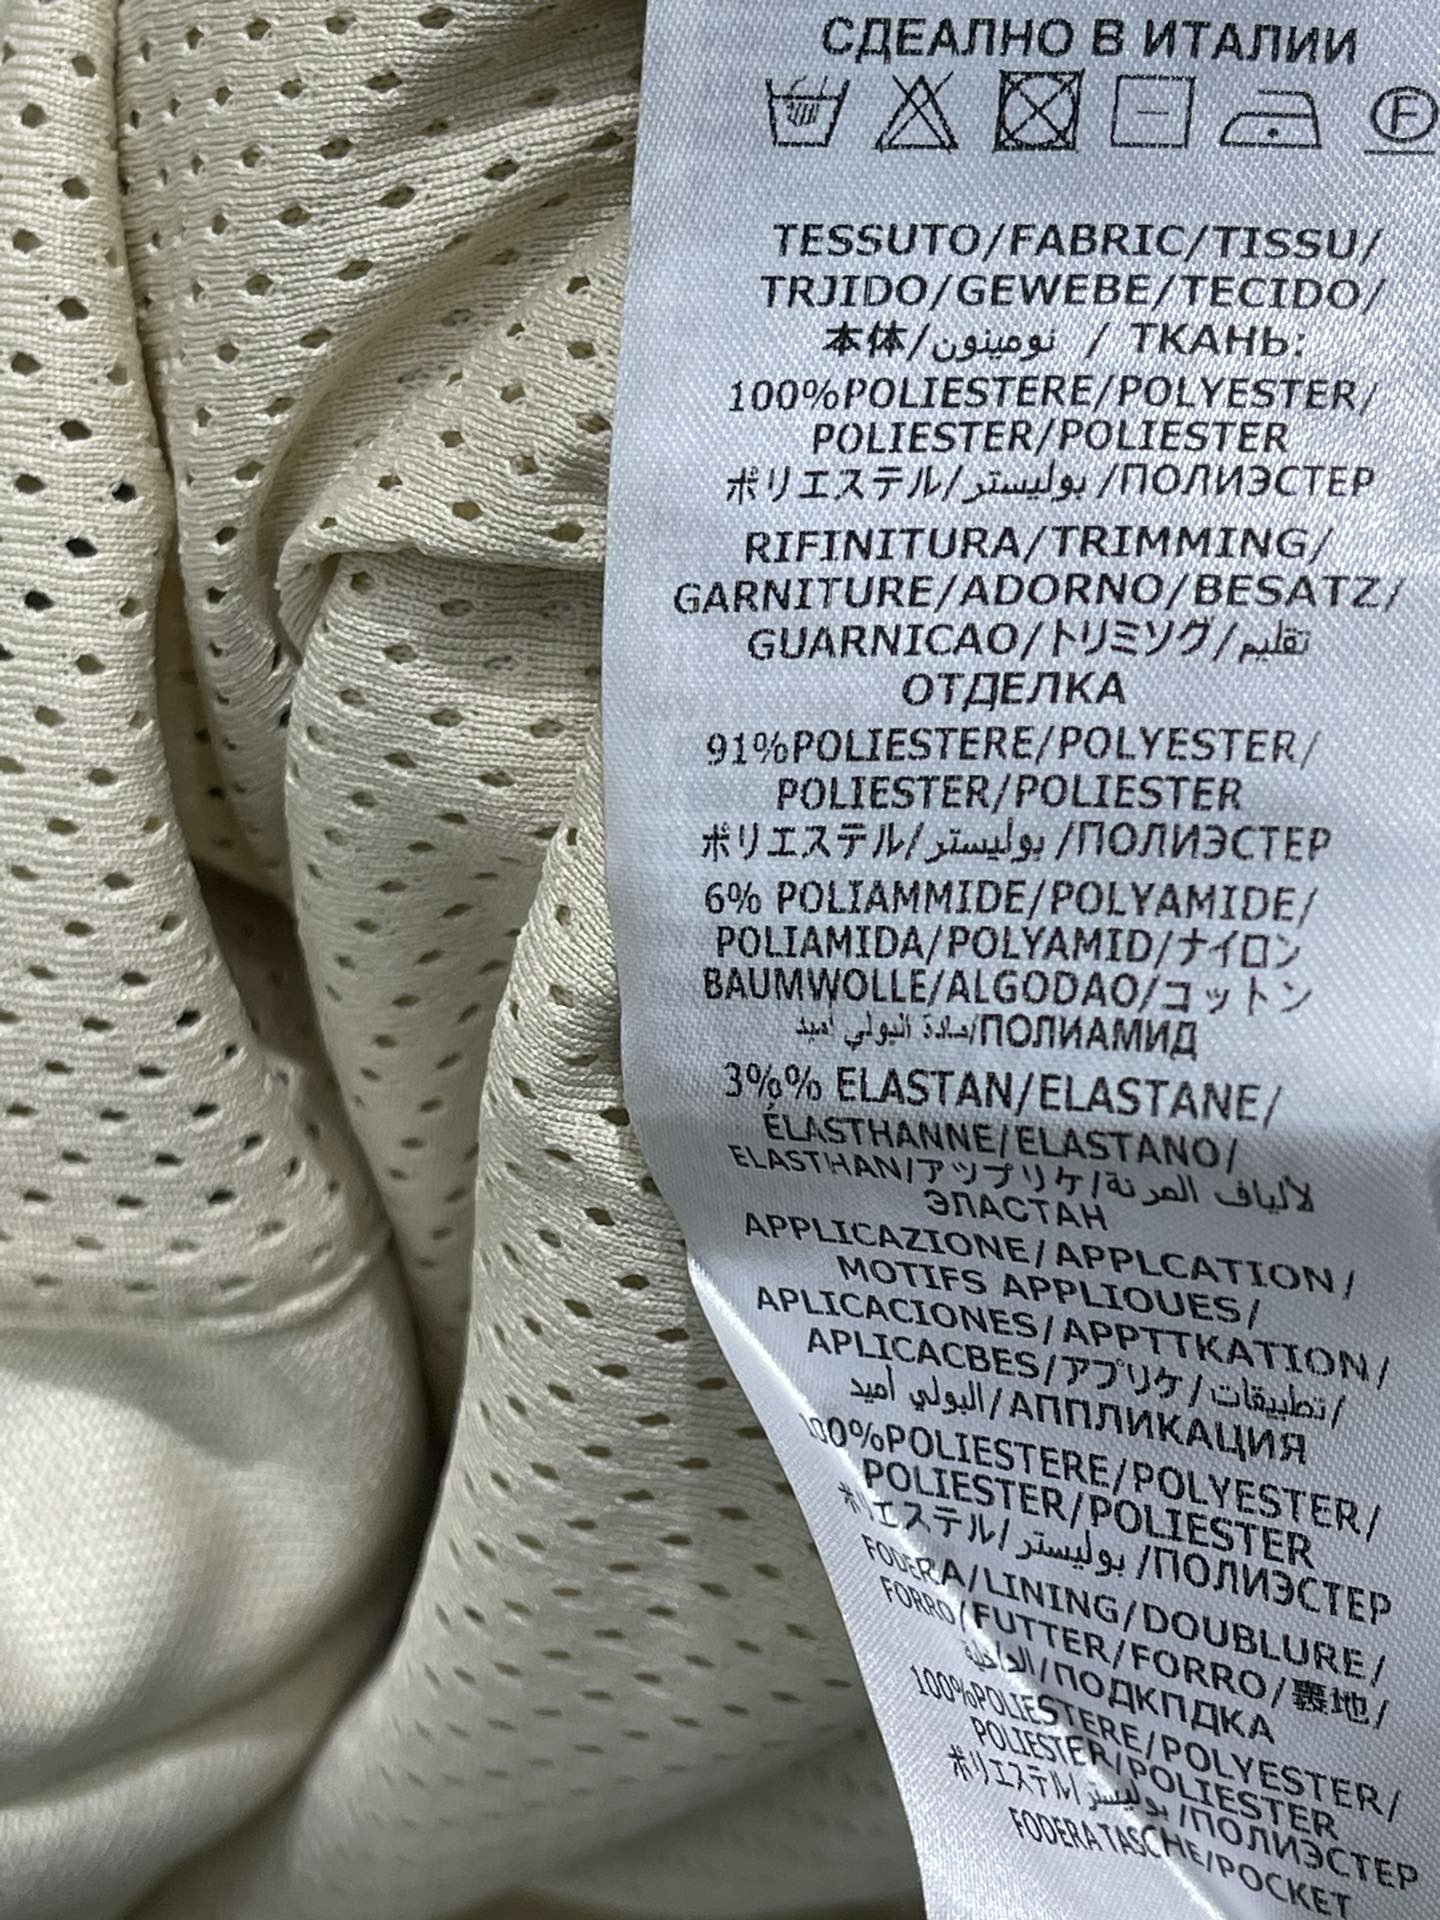 СДЕАЛНО В ИТАЛИИ
F
TESSUTO/FABRIC/TISSU/
TRJIDO/GEWEBE/TECIDO/
本体/نومينون / ТКАНЬ:
100%POLIESTERE/POLYESTER/
POLIESTER/POLIESTER
ポリエステル/بوليستر/ПОЛИЭСТЕР
RIFINITURA/TRIMMING/
GARNITURE/ADORNO/BESATZ/
GUARNICAO/トリミソグ/تقليم
ОТДЕЛКА
91%POLIESTERE/POLYESTER/
POLIESTER/POLIESTER
ポリエステル/بوليستر/ПОЛИЭСТЕР
6% POLIAMMIDE/POLYAMIDE/
POLIAMIDA/POLYAMID/ナイロン
BAUMWOLLE/ALGODAO/コットン
مادة البولي أميد/ПОЛИАМИД
3%% ELASTAN/ELASTANE/
ÉLASTHANNE/ELASTANO/
ELASTHAN/アップリケ/لألياف المرنة
ЭЛАСТАН
APPLICAZIONE/APPLCATION/
MOTIFS APPLIOUES/
APLICACIONES/APPTTKATION/
APLICACBES/アプリケ/تطبيقات/
البولي أميد/АППЛИКАЦИЯ
100%POLIESTERE/POLYESTER/
POLIESTER/POLIESTER
ポリエステル/بوليستر/ПОЛИЭСТЕР
FODERA/LINING/DOUBLURE/
FORRO/FUTTER/FORRO/裏地/
/ПОДКПДКА
100%POLIESTERE/POLYESTER/
POLIESTER/POLIESTER
ポリエステル/بوليستر/ПОЛИЭСТЕР
FODERA TASCHE/POCKET